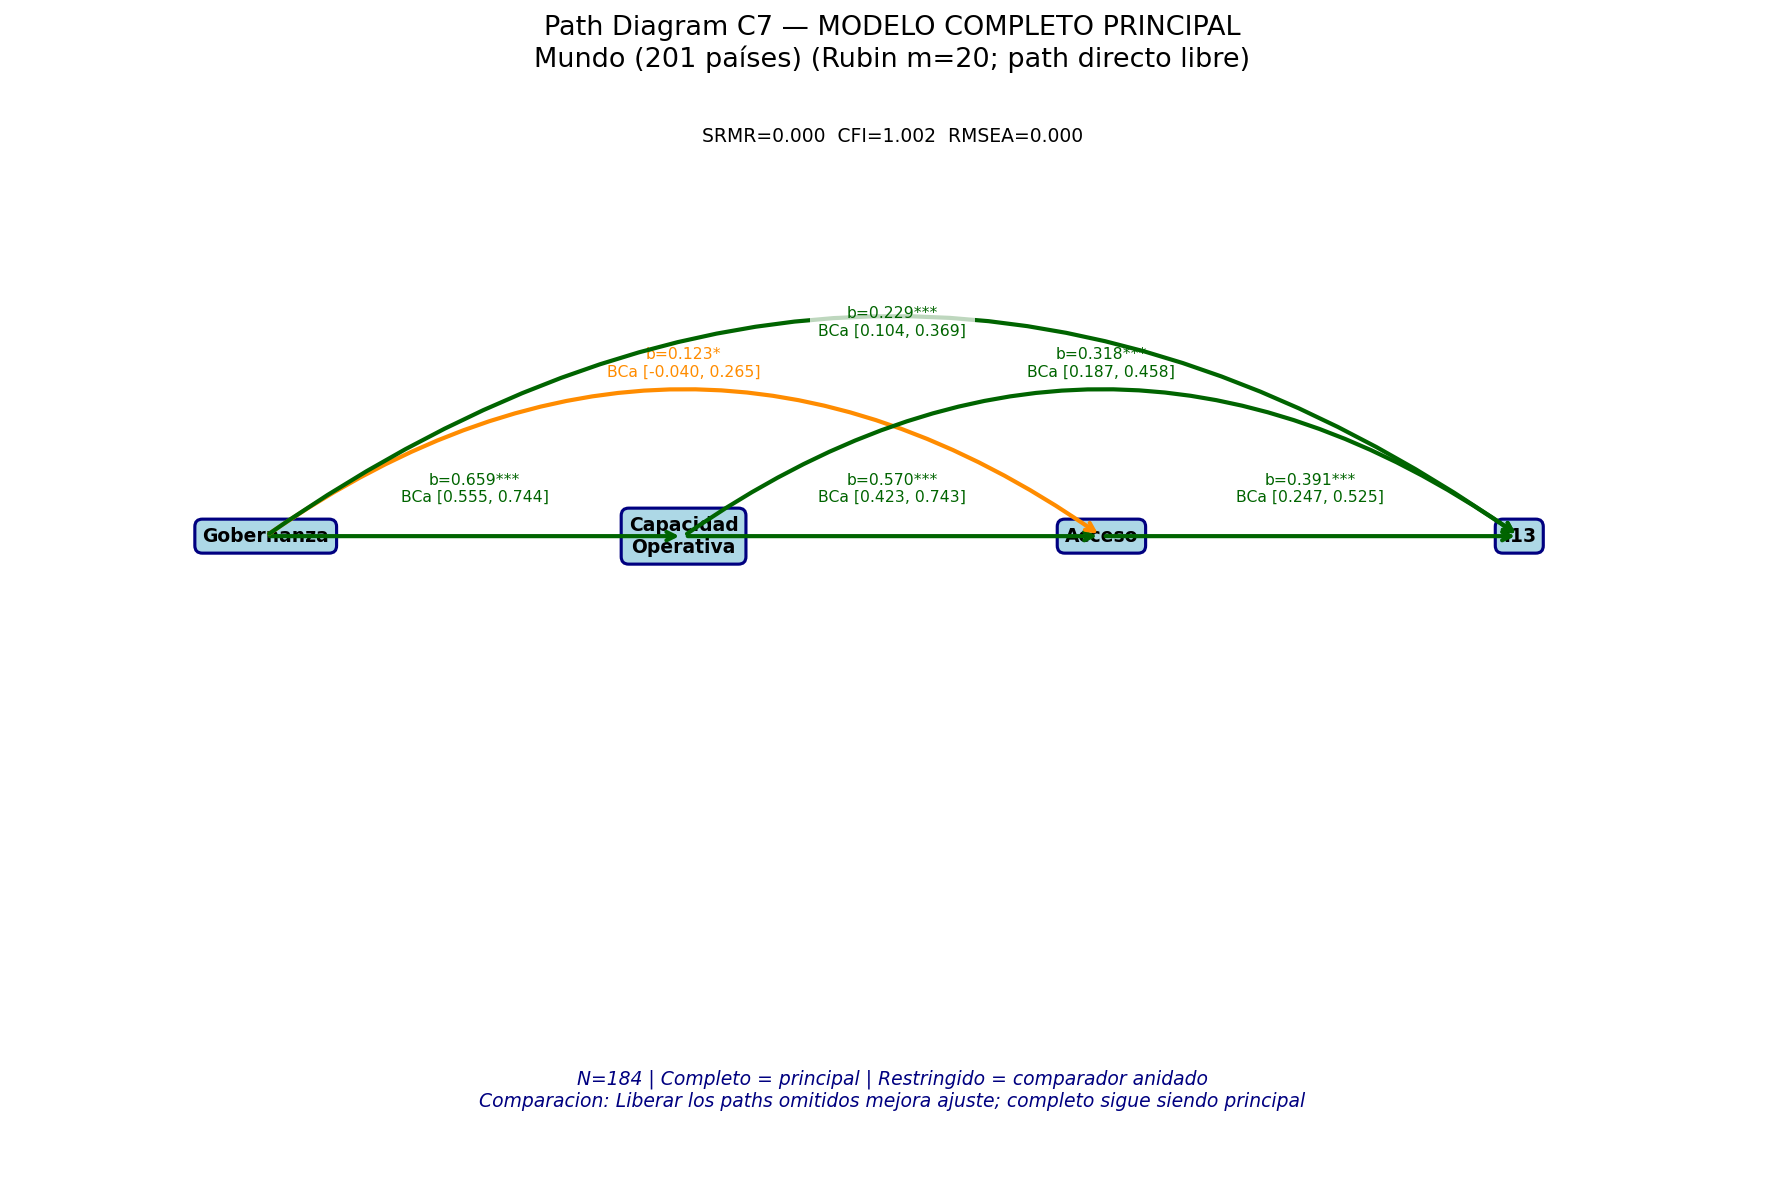 Path Diagram C7 — MODELO COMPLETO PRINCIPAL
Mundo (201 países) (Rubin m=20; path directo libre)
SRMR=0.000  CFI=1.002  RMSEA=0.000
b=0.229***
BCa [0.104, 0.369]
b=0.123*
BCa [-0.040, 0.265]
b=0.318***
BCa [0.187, 0.458]
b=0.659***
BCa [0.555, 0.744]
b=0.570***
BCa [0.423, 0.743]
b=0.391***
BCa [0.247, 0.525]
Gobernanza
Capacidad
Operativa
Acceso
N=184 | Completo = principal | Restringido = comparador anidado
Comparacion: Liberar los paths omitidos mejora ajuste; completo sigue siendo principal